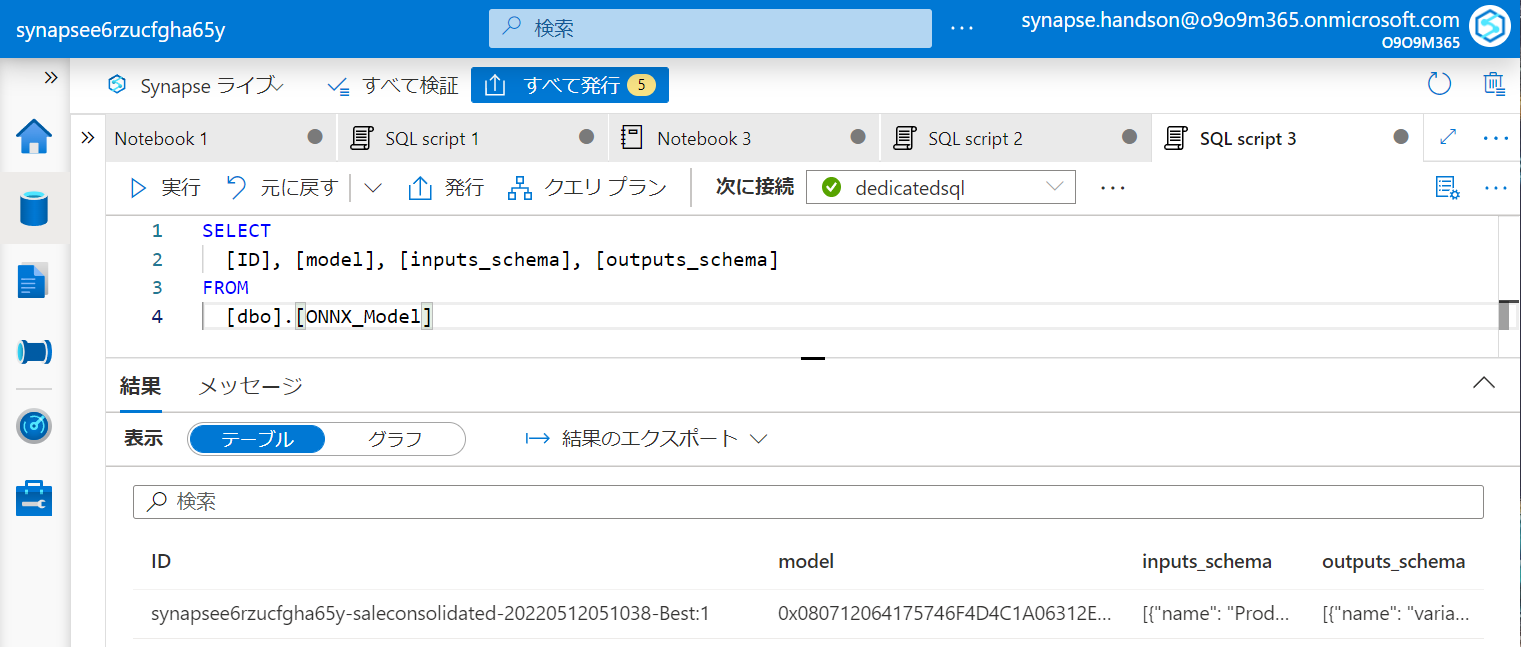 synapsee6rzucfgha65y
検索
...
synapse.handson@o9o9m365.onmicrosoft.com
O9O9M365
Synapse ライブ
すべて検証
すべて発行 5
Notebook 1
SQL script 1
Notebook 3
SQL script 2
SQL script 3
実行
元に戻す
発行
クエリ プラン
次に接続
dedicatedsql
1 SELECT
2 [ID], [model], [inputs_schema], [outputs_schema]
3 FROM
4 [dbo].[ONNX_Model]
結果
メッセージ
表示
テーブル
グラフ
結果のエクスポート
検索
ID model inputs_schema outputs_schema
synapsee6rzucfgha65y-saleconsolidated-20220512051038-Best:1 0x080712064175746F4D4C1A06312E... [{"name": "Prod... [{"name": "varia...